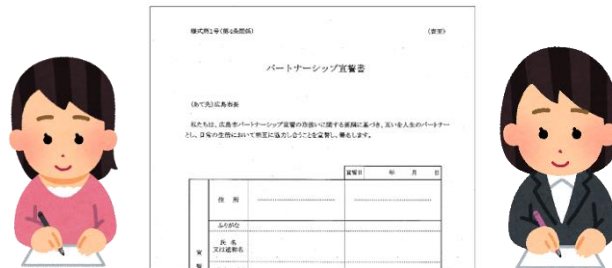 様式第1号(第4条関係)
(表面)
パートナーシップ宣誓書
(あて先)広島市長
私たちは、広島市パートナーシップ宣誓の取扱いに関する要綱に基づき、互いを人生のパートナー
とし、日常の生活において相互に協力し合うことを宣誓し、署名します。
宣誓日 年 月 日
住 所
ふりがな
氏 名
又は通称名
宣
誓